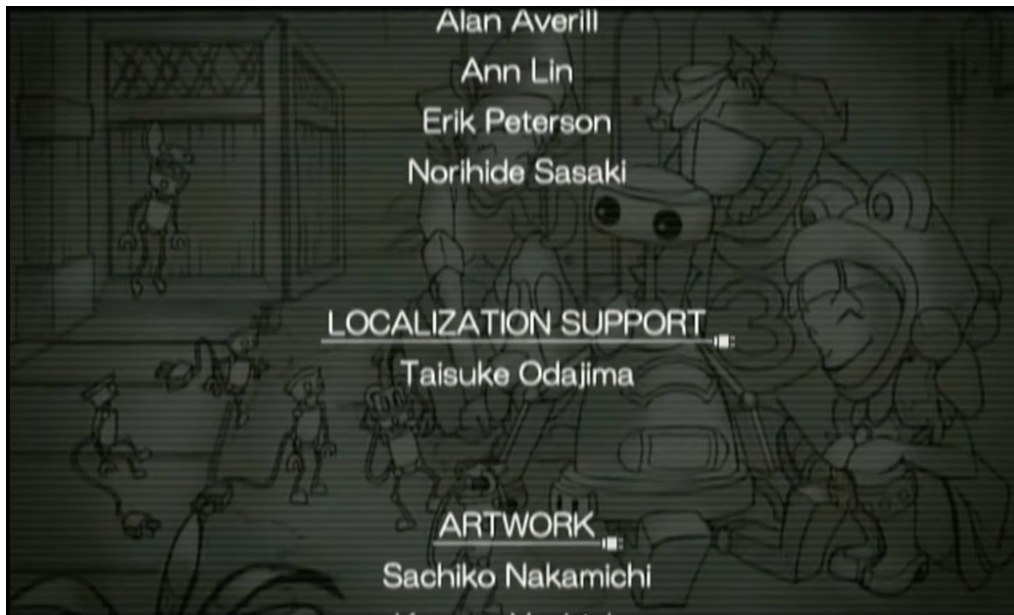 Alan Averill
Ann Lin
Erik Peterson
Norihide Sasaki
LOCALIZATION SUPPORT
Taisuke Odajima
ARTWORK
Sachiko Nakamichi